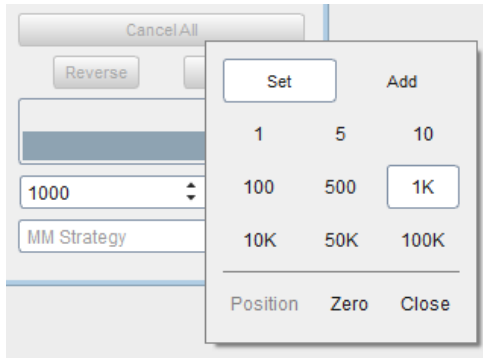 Cancel All
Reverse
Set Add
1 5 10
1000
100 500 1K
MM Strategy
10K 50K 100K
Position Zero Close